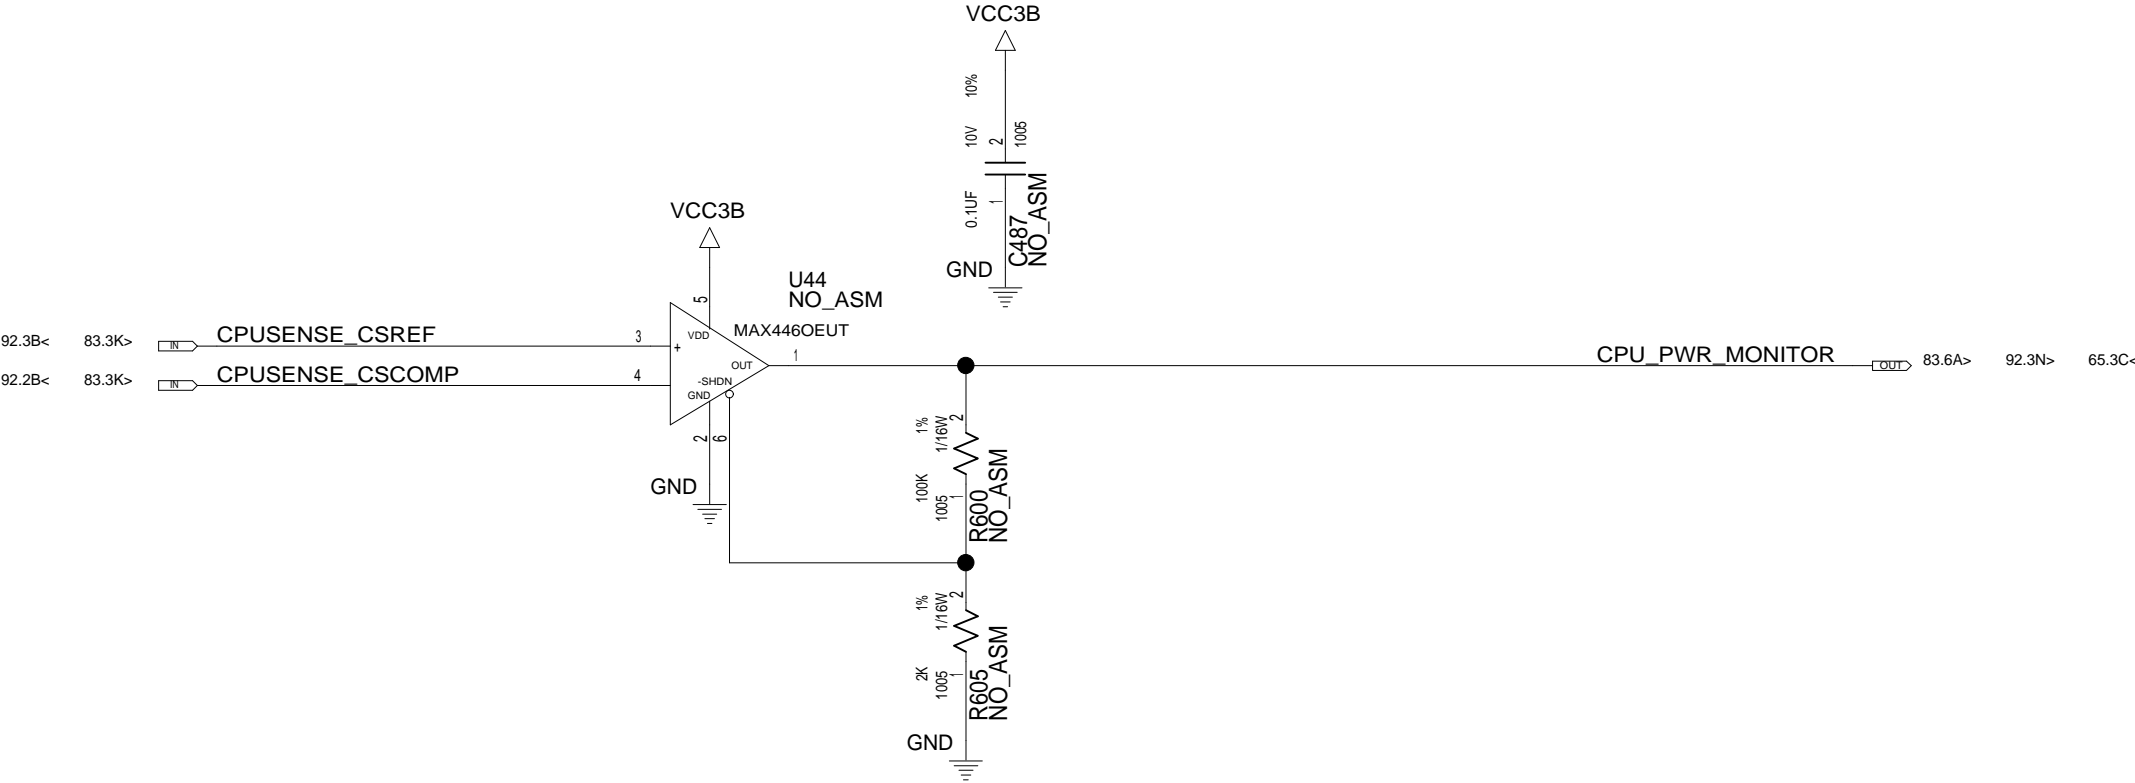 VCC3B
10%
10V
2
1005
0.1UF
1
C487
NO_ASM
GND
VCC3B
5
U44
NO_ASM
MAX446OEUT
92.3B<
83.3K>
IN
CPUSENSE_CSREF
3
+
VDD
OUT
1
CPU_PWR_MONITOR
OUT
83.6A>
92.3N>
65.3C<
92.2B<
83.3K>
IN
CPUSENSE_CSCOMP
4
-SHDN
GND
2
6
GND
1%
1/16W
2
100K
1005
1
R600
NO_ASM
1%
1/16W
2
2K
1005
1
R605
NO_ASM
GND